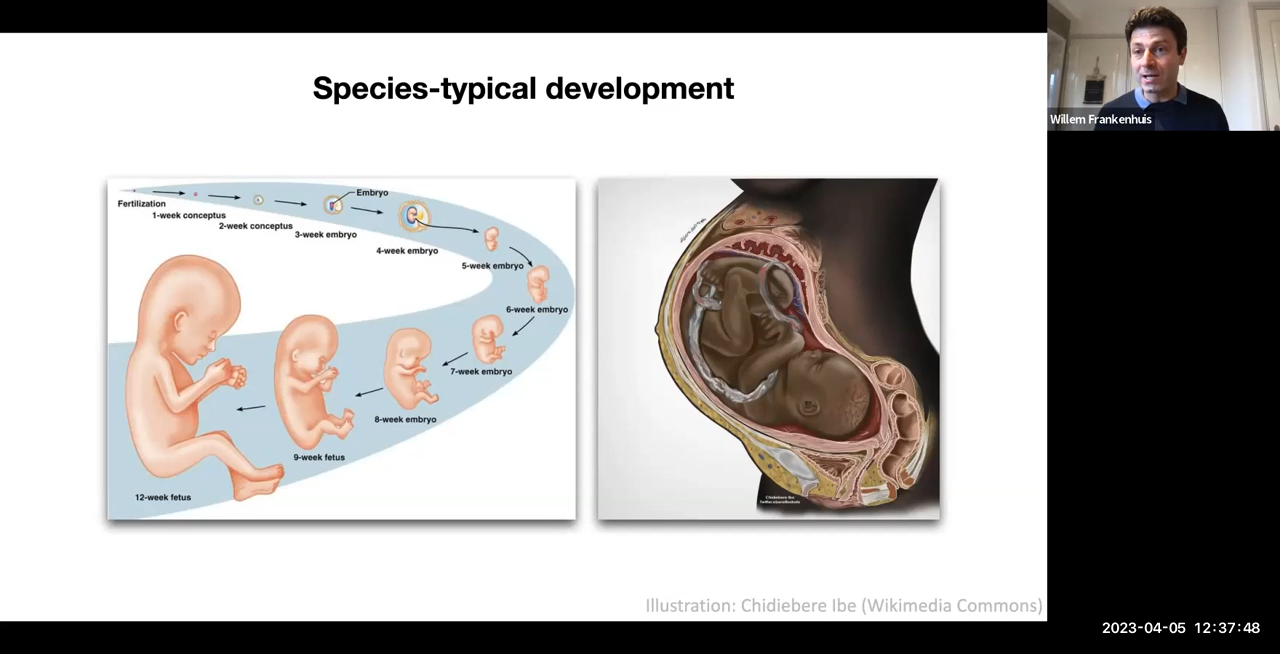 Species-typical development
Willem Frankenhuis
Embryo
Fertilization
1-week conceptus
2-week conceptus
3-week embryo
4-week embryo
5-week embryo
6-week embryo
7-week embryo
8-week embryo
9-week fetus
12-week fetus
Chidiebere Ibe
Illustration: Chidiebere Ibe (Wikimedia Commons)
2023-04-05 12:37:48